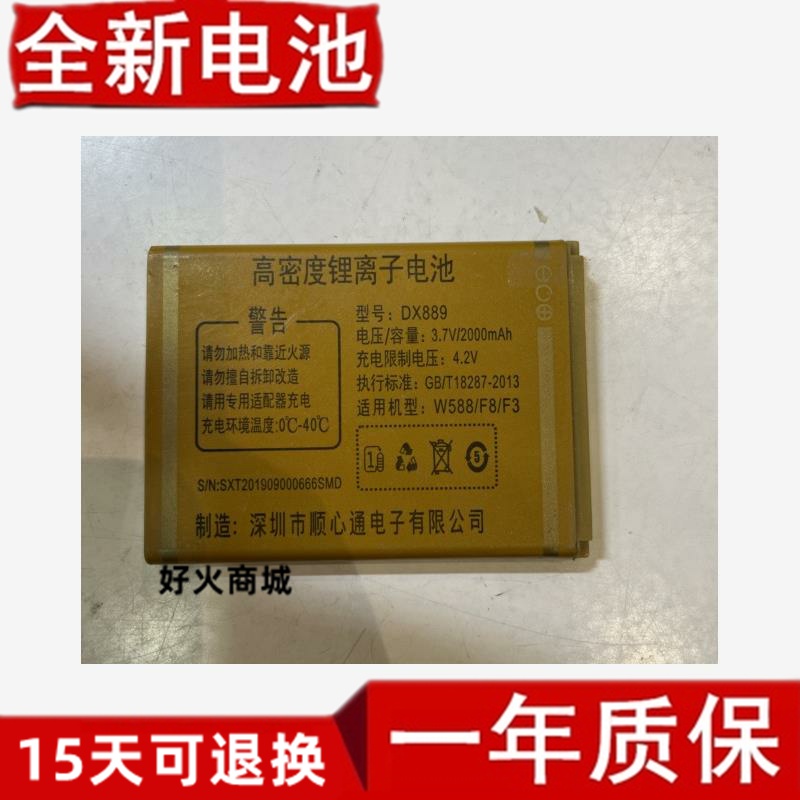 全新电池
高密度锂离子电池
警告
请勿加热和靠近火源
请勿擅自拆卸改造
请用专用适配器充电
充电环境温度:0℃-40℃
S/N:SXT201909000666SMD
型号: DX889
电压/容量: 3.7V/2000mAh
充电限制电压: 4.2V
执行标准: GB/T18287-2013
适用机型: W588/F8/F3
制造: 深圳市顺心通电子有限公司
好火商城
15天可退换
一年质保